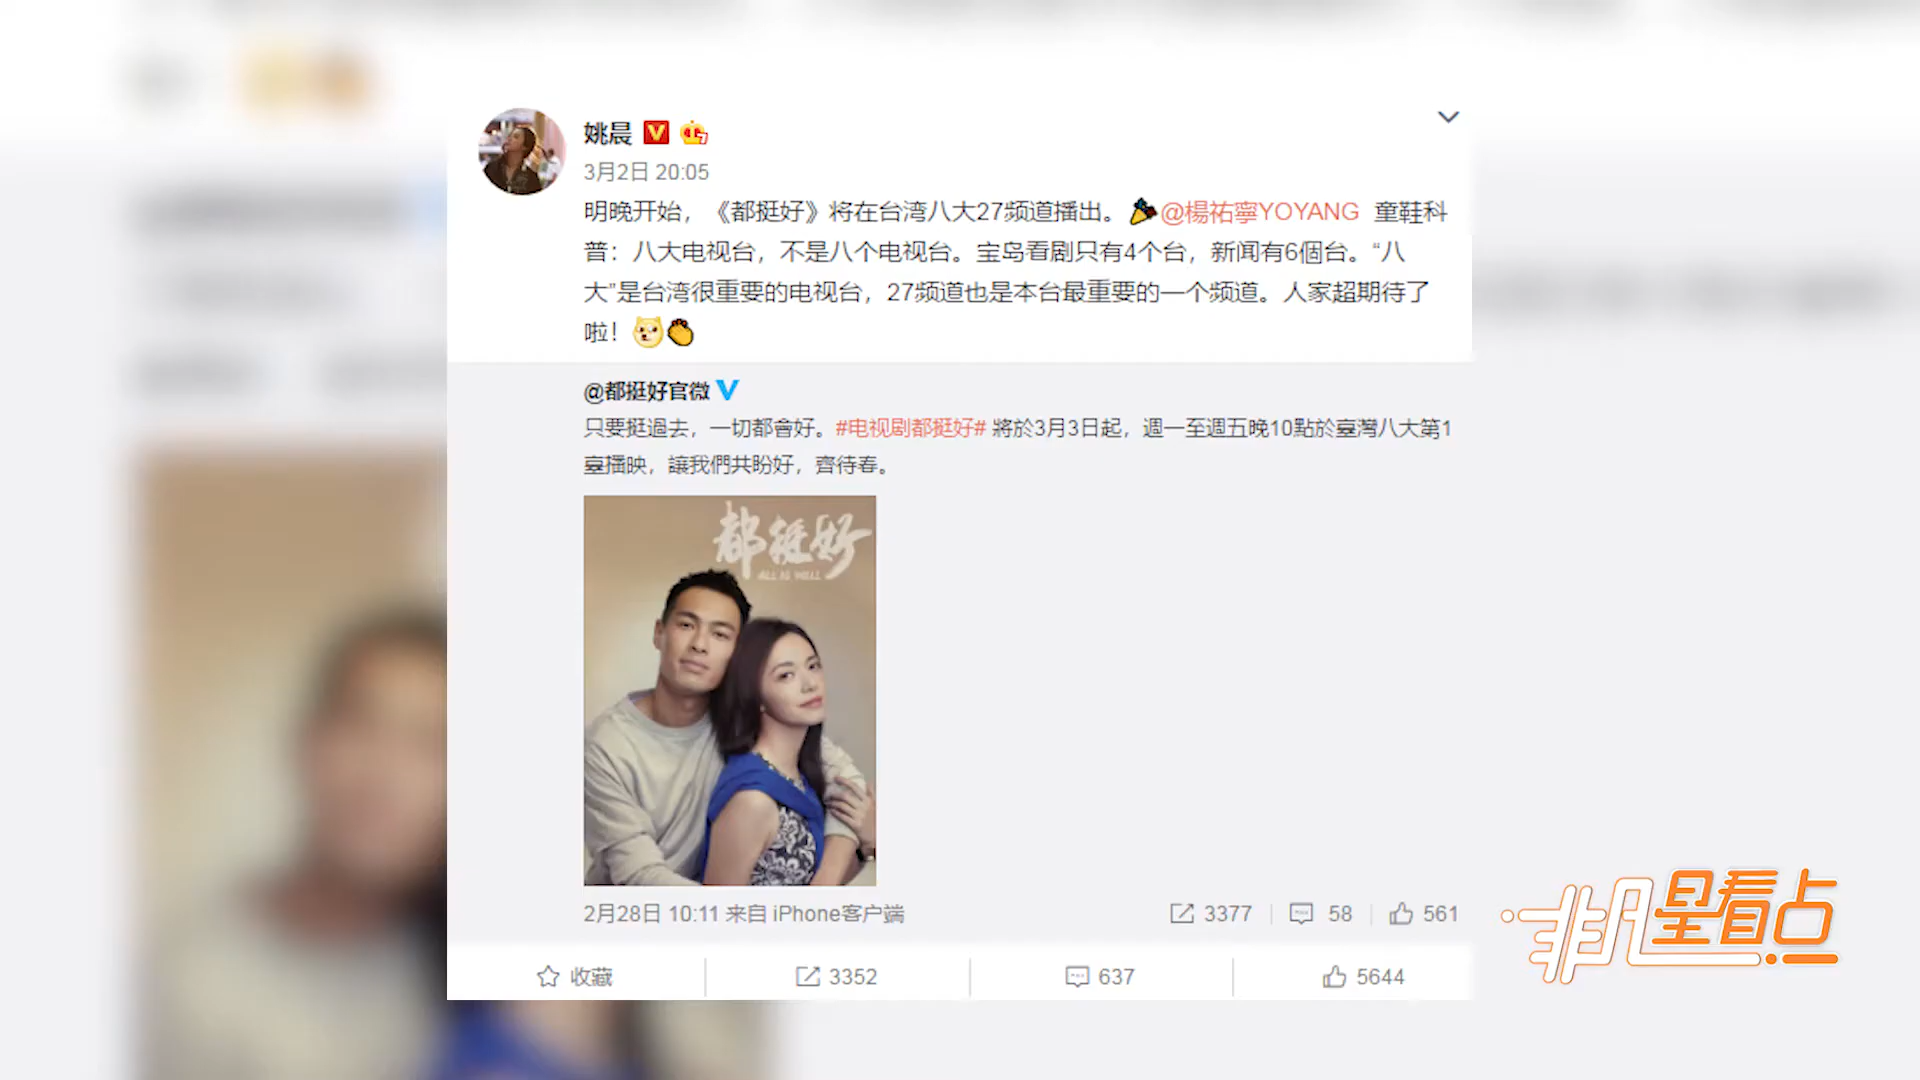 姚晨
3月2日 20:05
明晚开始，《都挺好》将在台湾八大27频道播出。@楊祐寧YOYANG 童鞋科
普：八大电视台，不是八个电视台。宝岛看剧只有4个台，新闻有6個台。“八
大”是台湾很重要的电视台，27频道也是本台最重要的一个频道。人家超期待了
啦！
@都挺好官微
只要挺過去，一切都會好。#电视剧都挺好# 將於3月3日起，週一至週五晚10點於臺灣八大第1
臺播映，讓我們共盼好，齊待春。
都挺好
ALL IS WELL
2月28日 10:11 来自 iPhone客户端
3377 58 561
收藏 3352 637 5644
非凡星看点